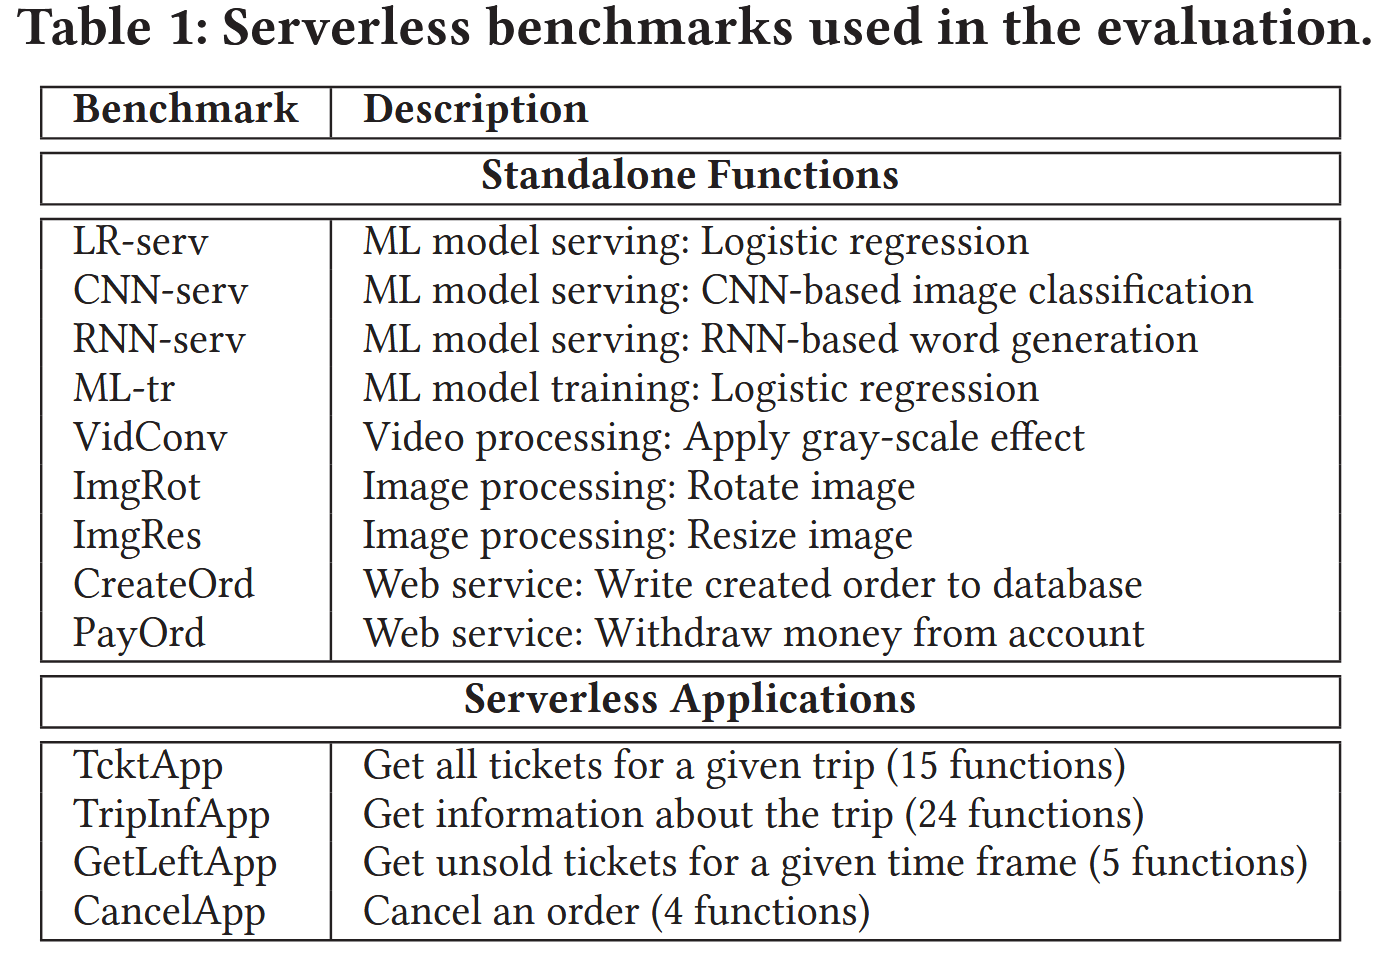 Table 1: Serverless benchmarks used in the evaluation.
Benchmark Description
Standalone Functions
LR-serv ML model serving: Logistic regression
CNN-serv ML model serving: CNN-based image classification
RNN-serv ML model serving: RNN-based word generation
ML-tr ML model training: Logistic regression
VidConv Video processing: Apply gray-scale effect
ImgRot Image processing: Rotate image
ImgRes Image processing: Resize image
CreateOrd Web service: Write created order to database
PayOrd Web service: Withdraw money from account
Serverless Applications
TcktApp Get all tickets for a given trip (15 functions)
TripInfApp Get information about the trip (24 functions)
GetLeftApp Get unsold tickets for a given time frame (5 functions)
CancelApp Cancel an order (4 functions)